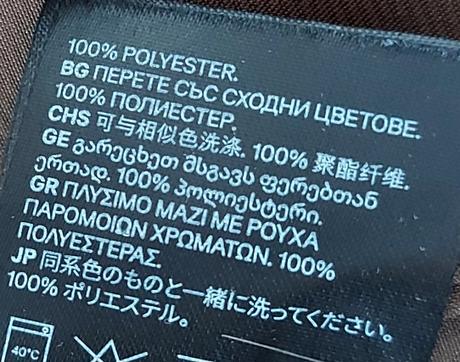 100% POLYESTER.
BG ПЕРЕТЕ СЪС СХОДНИ ЦВЕТОВЕ.
100% ПОЛИЕСТЕР.
CHS 可与相似色洗涤. 100% 聚酯纤维.
GE გარეცხეთ მსგავს ფერებთან
ერთად. 100% პოლიესტერი.
GR ΠΛΥΣΙΜΟ ΜΑΖΙ ΜΕ ΡΟΥΧΑ
ΠΑΡΟΜΟΙΩΝ ΧΡΩΜΑΤΩΝ. 100%
ΠΟΛΥΕΣΤΕΡΑΣ.
JP 同系色のものと一緒に洗ってください.
100% ポリエステル。
40°C